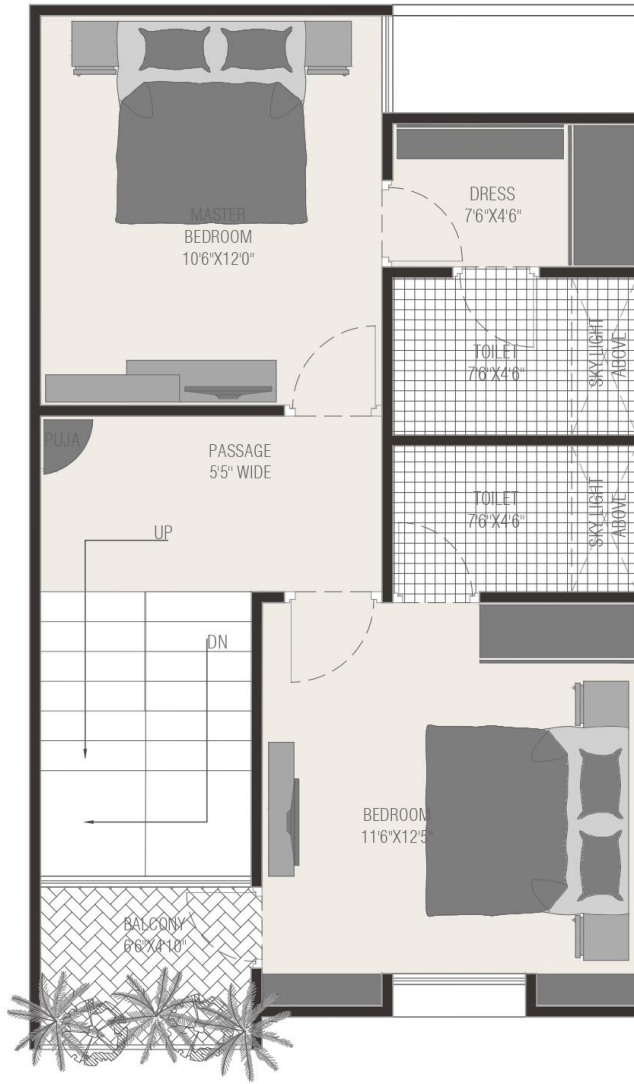 MASTER
BEDROOM
10'6"X12'0"
DRESS
7'6"X4'6"
TOILET
7'6"X4'6"
SKY LIGHT
ABOVE
PUJA
PASSAGE
5'5" WIDE
TOILET
7'6"X4'6"
SKY LIGHT
ABOVE
UP
DN
BEDROOM
11'6"X12'5"
BALCONY
6'6"X4'10"